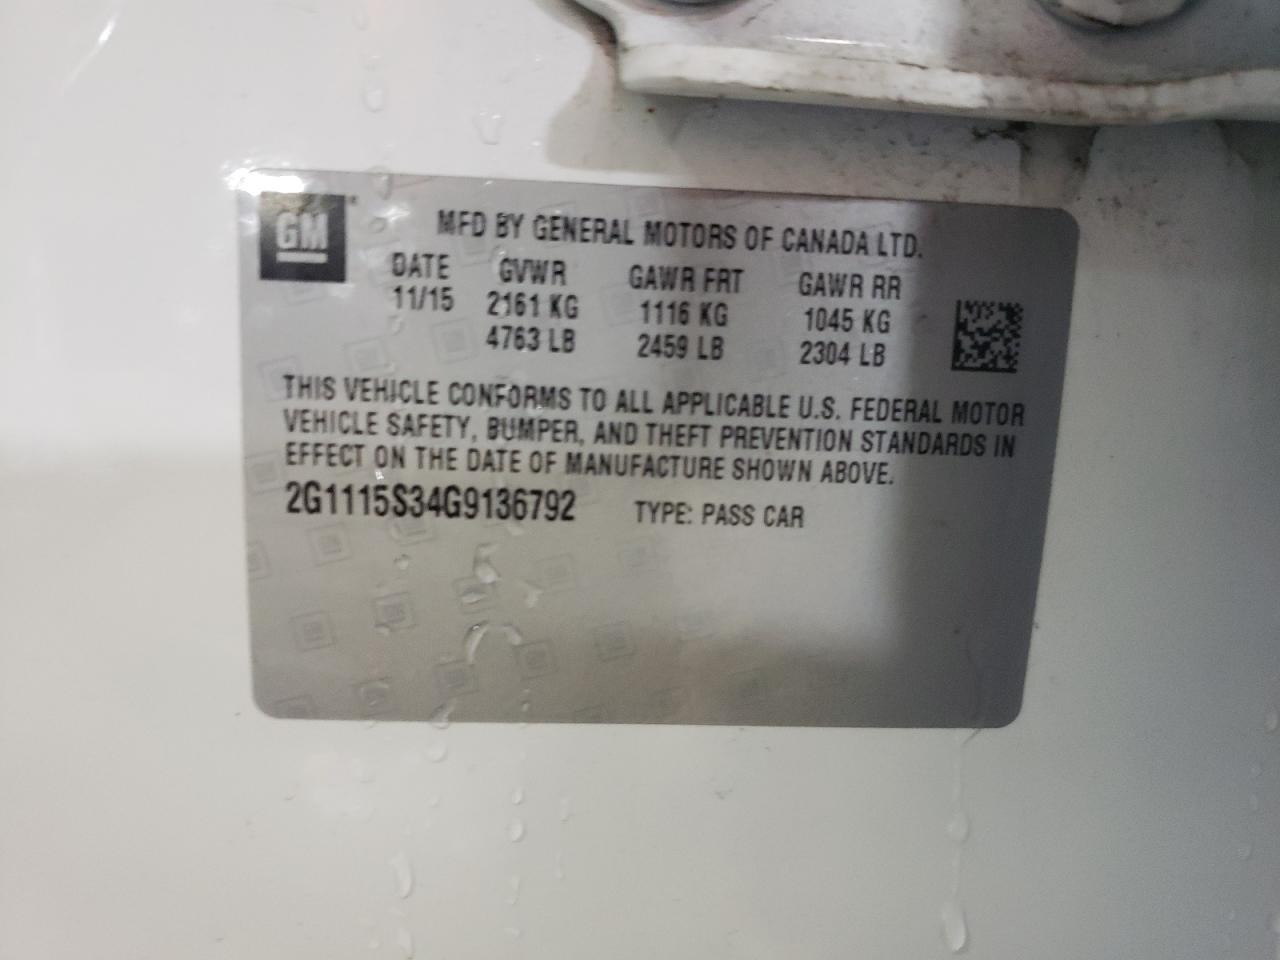 GM
MFD BY GENERAL MOTORS OF CANADA LTD.
DATE GVWR GAWR FRT GAWR RR
11/15 2161 KG 1116 KG 1045 KG
4763 LB 2459 LB 2304 LB
THIS VEHICLE CONFORMS TO ALL APPLICABLE U.S. FEDERAL MOTOR
VEHICLE SAFETY, BUMPER, AND THEFT PREVENTION STANDARDS IN
EFFECT ON THE DATE OF MANUFACTURE SHOWN ABOVE.
2G1115S34G9136792 TYPE: PASS CAR